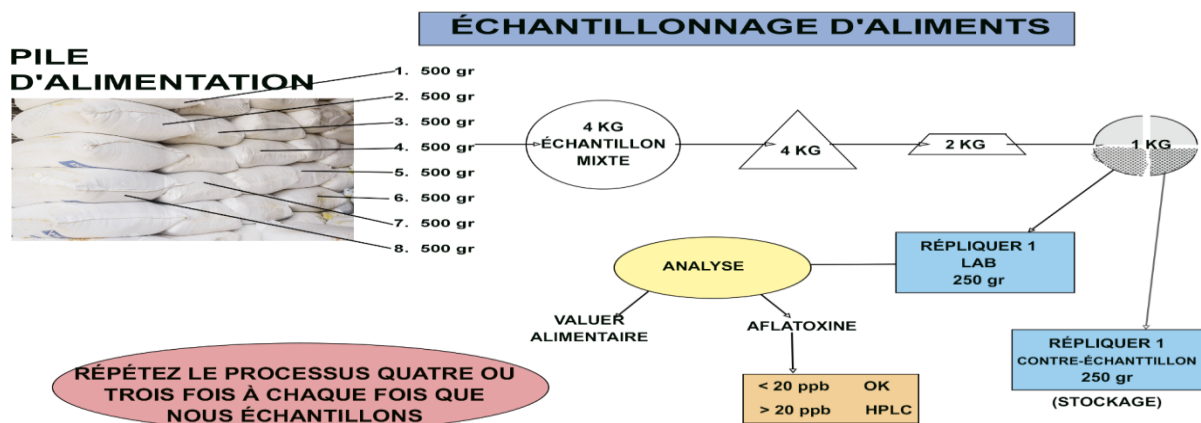 ÉCHANTILLONNAGE D'ALIMENTS
PILE
D'ALIMENTATION
1. 500 gr
2. 500 gr
3. 500 gr
4. 500 gr
5. 500 gr
6. 500 gr
7. 500 gr
8. 500 gr
4 KG
ÉCHANTILLON
MIXTE
4 KG
2 KG
1 KG
RÉPLIQUER 1
LAB
250 gr
ANALYSE
VALUER
ALIMENTAIRE
AFLATOXINE
< 20 ppb OK
> 20 ppb HPLC
RÉPLIQUER 1
CONTRE-ÉCHANTTILLON
250 gr
(STOCKAGE)
RÉPÉTEZ LE PROCESSUS QUATRE OU
TROIS FOIS À CHAQUE FOIS QUE
NOUS ÉCHANTILLONS